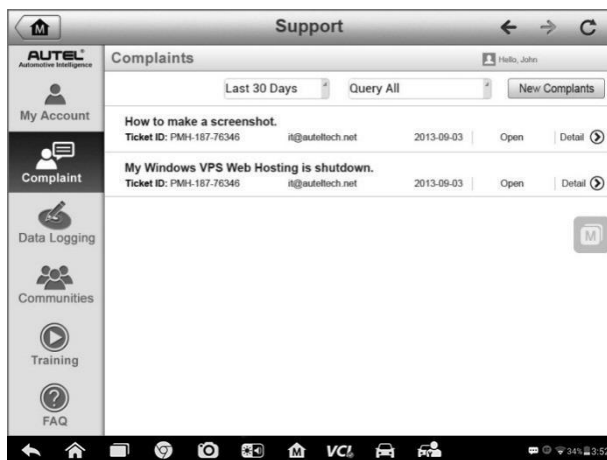 Support
AUTEL
Automotive Intelligence
Complaints
Hello, John
Last 30 Days
Query All
New Complants
My Account
How to make a screenshot.
Ticket ID: PMH-187-76346 it@auteltech.net 2013-09-03 Open Detail
Complaint
My Windows VPS Web Hosting is shutdown.
Ticket ID: PMH-187-76346 it@auteltech.net 2013-09-03 Open Detail
Data Logging
M
Communities
Training
FAQ
VCI 34% 3:52